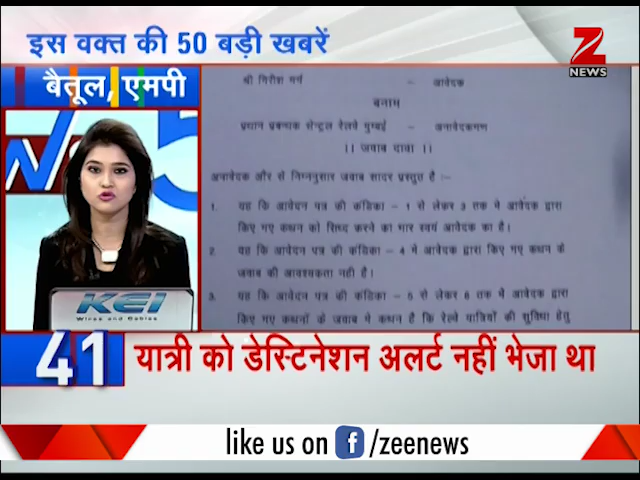 इस वक्त की 50 बड़ी खबरें
Z
NEWS
बैतूल, एमपी
श्री गिरीश गर्ग – आवेदक
बनाम
प्रधान प्रबन्धक सेन्ट्रल रेलवे मुम्बई – अनावेदकगण
।। जवाब दावा ।।
अनावेदक और से निम्ननुसार जवाब सादर प्रस्तुत है :-
1. यह कि आवेदन पत्र की कंडिका – 1 से लेकर 3 तक मे आवेदक द्वारा
किए गए कथन को सिध्द करने का भार स्वयं आवेदक का है।
2. यह कि आवेदन पत्र की कंडिका – 4 मे आवेदक द्वारा किए गए कथन के
जवाब की आवश्यकता नही है।
3. यह कि आवेदन पत्र की कंडिका – 5 से लेकर 6 तक में आवेदक द्वारा
किए गए कथनों के जवाब मे कथन है कि रेल्वे यात्रियों की सुविधा हेतु
5
KEI
Wires and Cables
41 यात्री को डेस्टिनेशन अलर्ट नहीं भेजा था
like us on f/zeenews